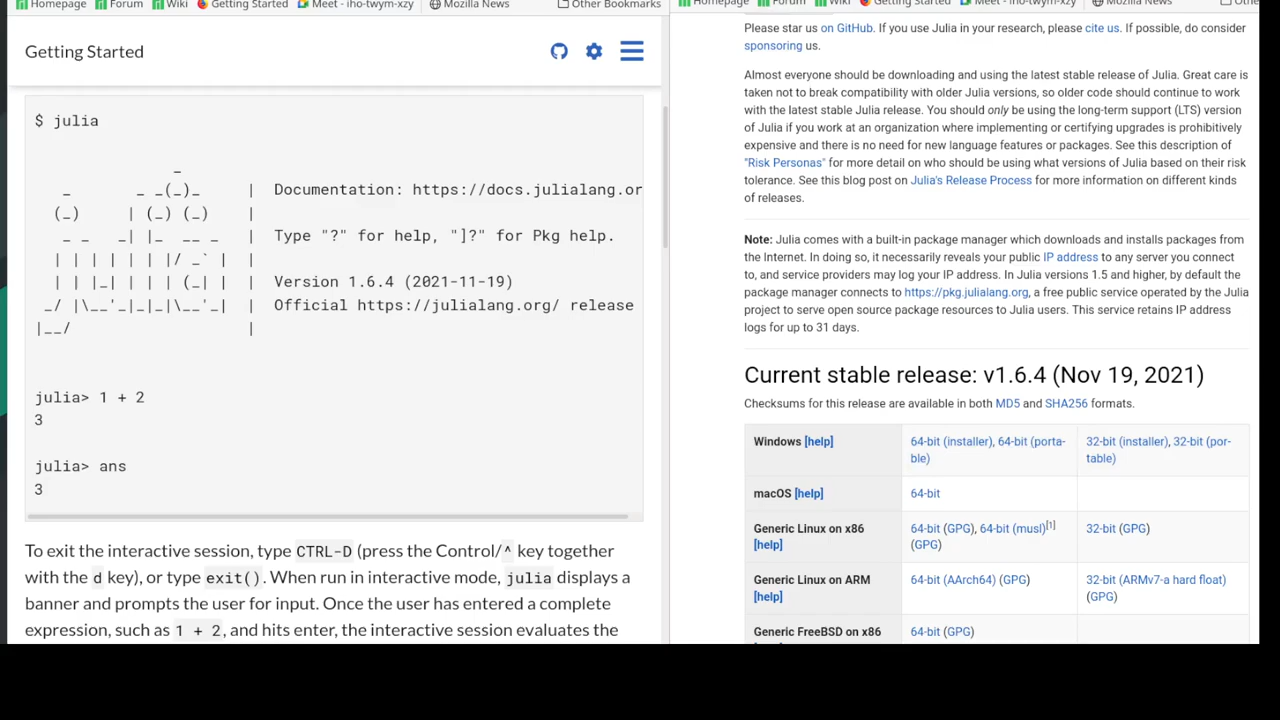 Homepage Forum Wiki Getting Started Meet - iho-twym-xzy Mozilla News Other Bookmarks
Getting Started
$ julia
               _
   _       _ _(_)_     |  Documentation: https://docs.julialang.or
  (_)     | (_) (_)    |
   _ _   _| |_  __ _   |  Type "?" for help, "]?" for Pkg help.
  | | | | | | |/ _` |  |
  | | |_| | | | (_| |  |  Version 1.6.4 (2021-11-19)
 _/ |\__'_|_|_|\__'_|  |  Official https://julialang.org/ release
|__/                   |
julia> 1 + 2
3
julia> ans
3
To exit the interactive session, type CTRL-D (press the Control/^ key together
with the d key), or type exit(). When run in interactive mode, julia displays a
banner and prompts the user for input. Once the user has entered a complete
expression, such as 1 + 2, and hits enter, the interactive session evaluates the
Homepage Forum Wiki Getting Started Meet - iho-twym-xzy Mozilla News Othe
Please star us on GitHub. If you use Julia in your research, please cite us. If possible, do consider
sponsoring us.
Almost everyone should be downloading and using the latest stable release of Julia. Great care is
taken not to break compatibility with older Julia versions, so older code should continue to work
with the latest stable Julia release. You should only be using the long-term support (LTS) version
of Julia if you work at an organization where implementing or certifying upgrades is prohibitively
expensive and there is no need for new language features or packages. See this description of
"Risk Personas" for more detail on who should be using what versions of Julia based on their risk
tolerance. See this blog post on Julia's Release Process for more information on different kinds
of releases.
Note: Julia comes with a built-in package manager which downloads and installs packages from
the Internet. In doing so, it necessarily reveals your public IP address to any server you connect
to, and service providers may log your IP address. In Julia versions 1.5 and higher, by default the
package manager connects to https://pkg.julialang.org, a free public service operated by the Julia
project to serve open source package resources to Julia users. This service retains IP address
logs for up to 31 days.
Current stable release: v1.6.4 (Nov 19, 2021)
Checksums for this release are available in both MD5 and SHA256 formats.
Windows [help] 64-bit (installer), 64-bit (porta- 32-bit (installer), 32-bit (por-
ble) table)
macOS [help] 64-bit
Generic Linux on x86 64-bit (GPG), 64-bit (musl)[1] 32-bit (GPG)
[help] (GPG)
Generic Linux on ARM 64-bit (AArch64) (GPG) 32-bit (ARMv7-a hard float)
[help] (GPG)
Generic FreeBSD on x86 64-bit (GPG)